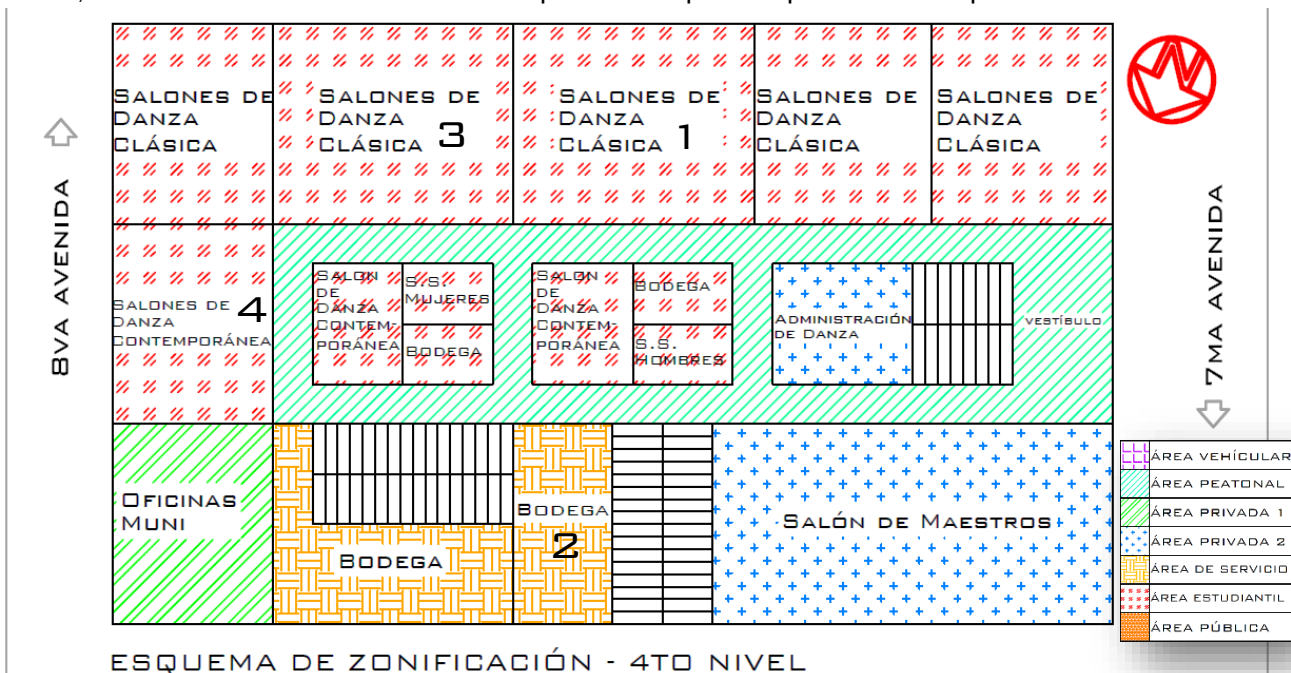 SALONES DE
DANZA
CLÁSICA
SALONES DE
DANZA
CLÁSICA 3
SALONES DE
DANZA
CLÁSICA 1
SALONES DE
DANZA
CLÁSICA
SALONES DE
DANZA
CLÁSICA
N
8VA AVENIDA
7MA AVENIDA
SALONES DE
DANZA
CONTEMPORÁNEA
4
SALON
DE
DANZA
CONTEM-
PORÁNEA
S.S.
MUJERES
BODEGA
SALON
DE
DANZA
CONTEM-
PORÁNEA
BODEGA
S.S.
HOMBRES
ADMINISTRACIÓN
DE DANZA
VESTÍBULO
OFICINAS
MUNI
BODEGA
BODEGA
2
SALÓN DE MAESTROS
ÁREA VEHÍCULAR
ÁREA PEATONAL
ÁREA PRIVADA 1
ÁREA PRIVADA 2
ÁREA DE SERVICIO
ÁREA ESTUDIANTIL
ÁREA PÚBLICA
ESQUEMA DE ZONIFICACIÓN - 4TO NIVEL